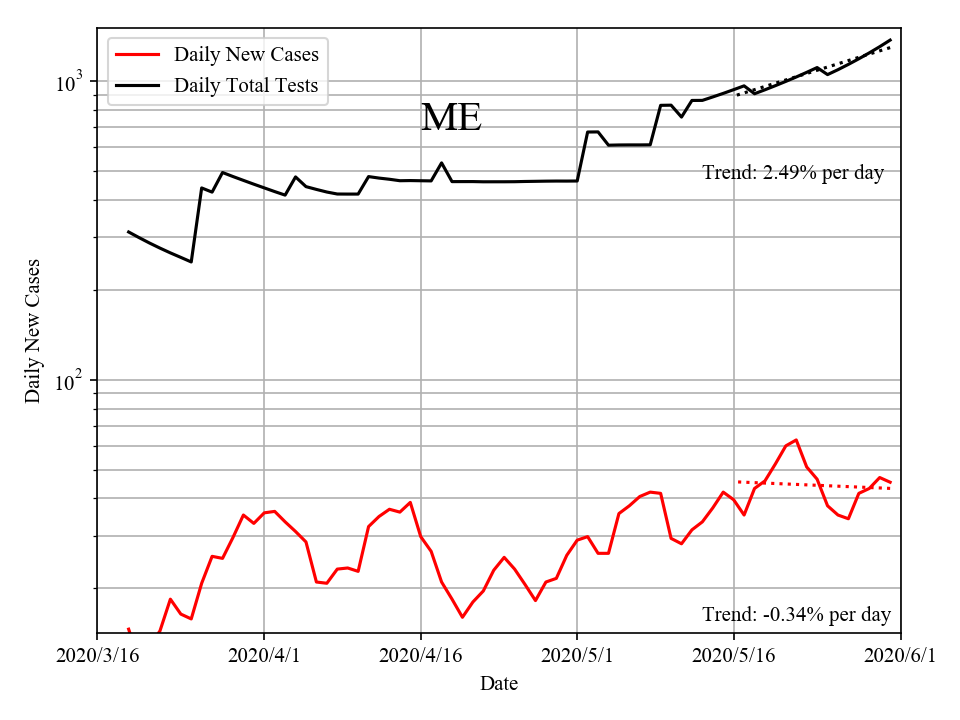 Daily New Cases
Daily Total Tests
ME
10³
Trend: 2.49% per day
Daily New Cases
10²
Trend: -0.34% per day
2020/3/16 2020/4/1 2020/4/16 2020/5/1 2020/5/16 2020/6/1
Date